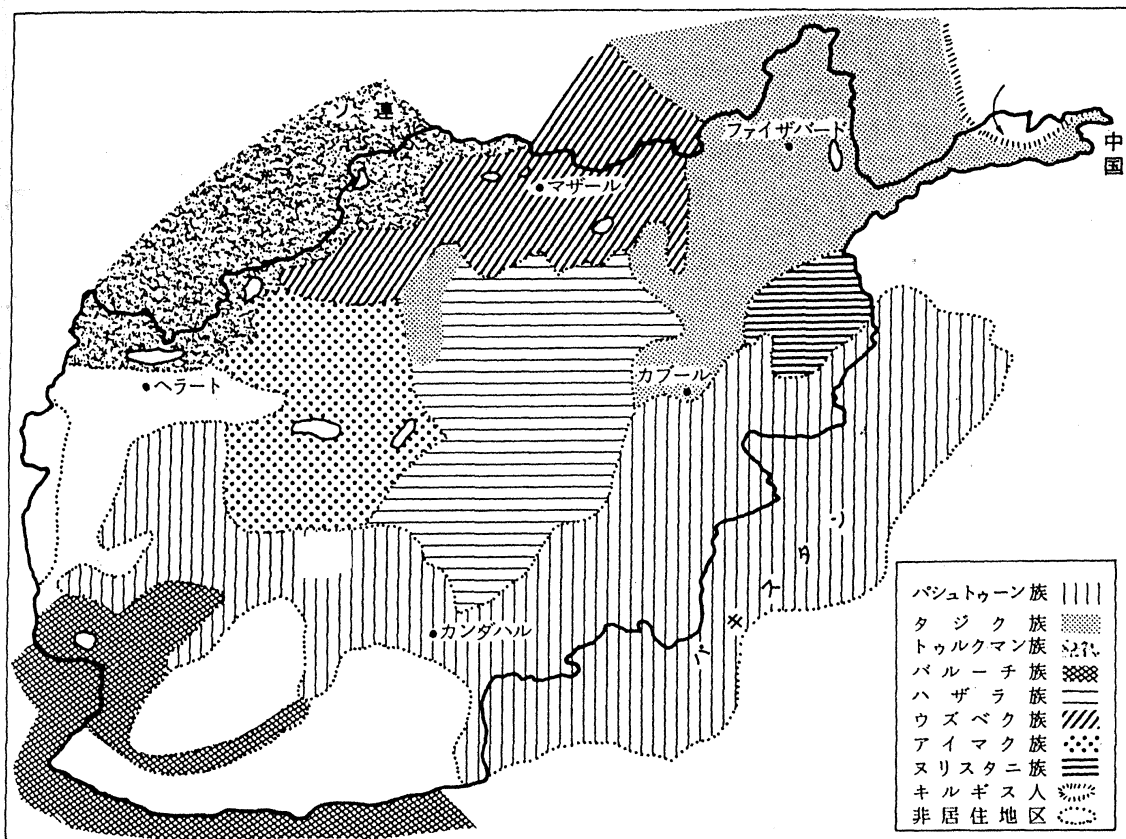 ソ連
中国
ファイザバード
マザール
ヘラート
カブール
カンダハル
パキスタン
パシュトゥーン族
タジク族
トゥルクマン族
バルーチ族
ハザラ族
ウズベク族
アイマク族
ヌリスタニ族
キルギス人
非居住地区